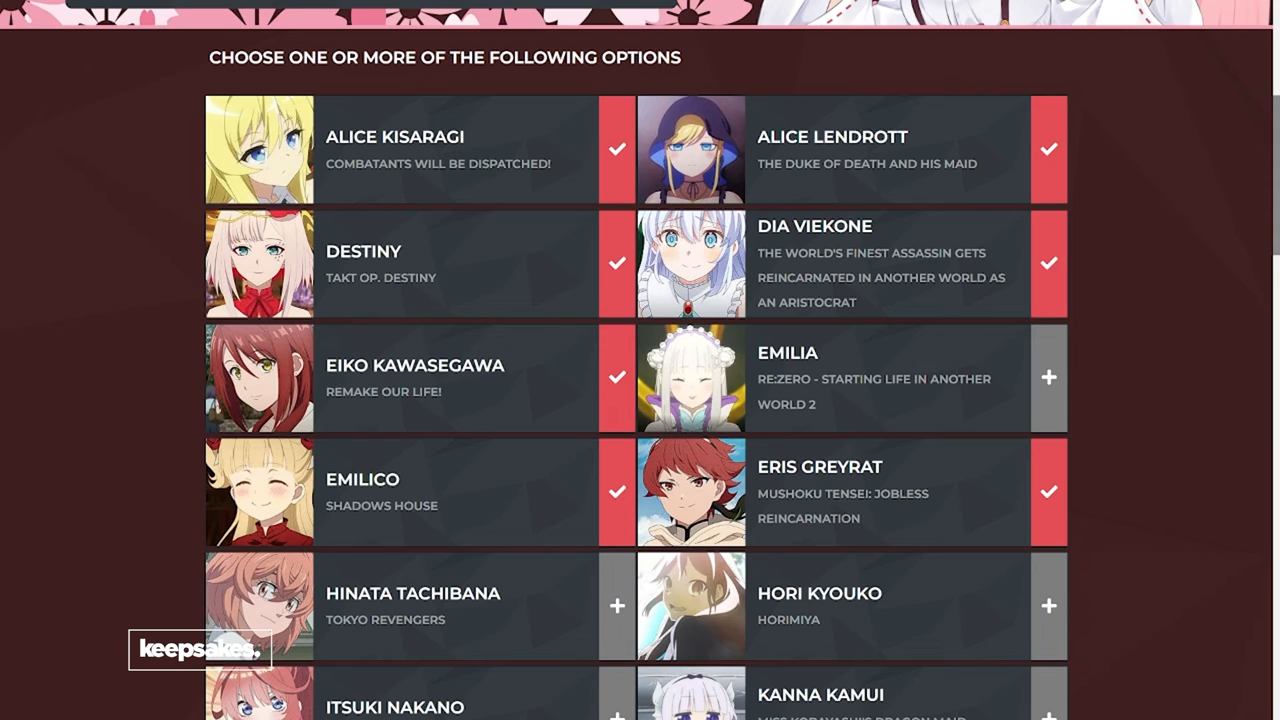 CHOOSE ONE OR MORE OF THE FOLLOWING OPTIONS
ALICE KISARAGI
COMBATANTS WILL BE DISPATCHED!
ALICE LENDROTT
THE DUKE OF DEATH AND HIS MAID
DESTINY
TAKT OP. DESTINY
DIA VIEKONE
THE WORLD'S FINEST ASSASSIN GETS
REINCARNATED IN ANOTHER WORLD AS
AN ARISTOCRAT
EIKO KAWASEGAWA
REMAKE OUR LIFE!
EMILIA
RE:ZERO - STARTING LIFE IN ANOTHER
WORLD 2
EMILICO
SHADOWS HOUSE
ERIS GREYRAT
MUSHOKU TENSEI: JOBLESS
REINCARNATION
HINATA TACHIBANA
TOKYO REVENGERS
HORI KYOUKO
HORIMIYA
keepsakes,
ITSUKI NAKANO
KANNA KAMUI
MISS KOBAYASHI'S DRAGON MAID